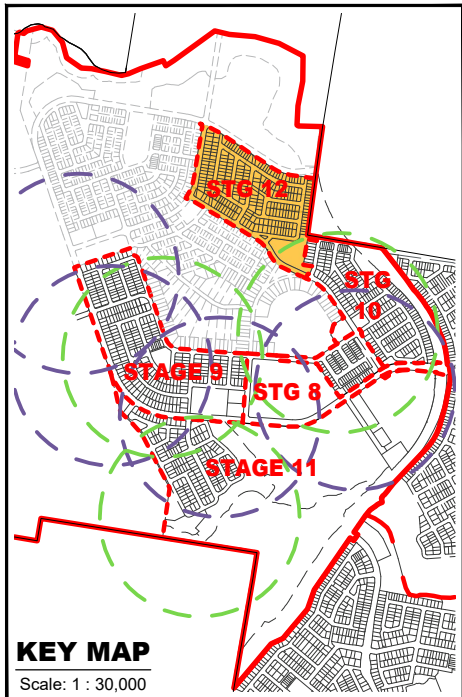 STG 12
STG
10
STAGE 9
STG 8
STAGE 11
KEY MAP
Scale: 1 : 30,000